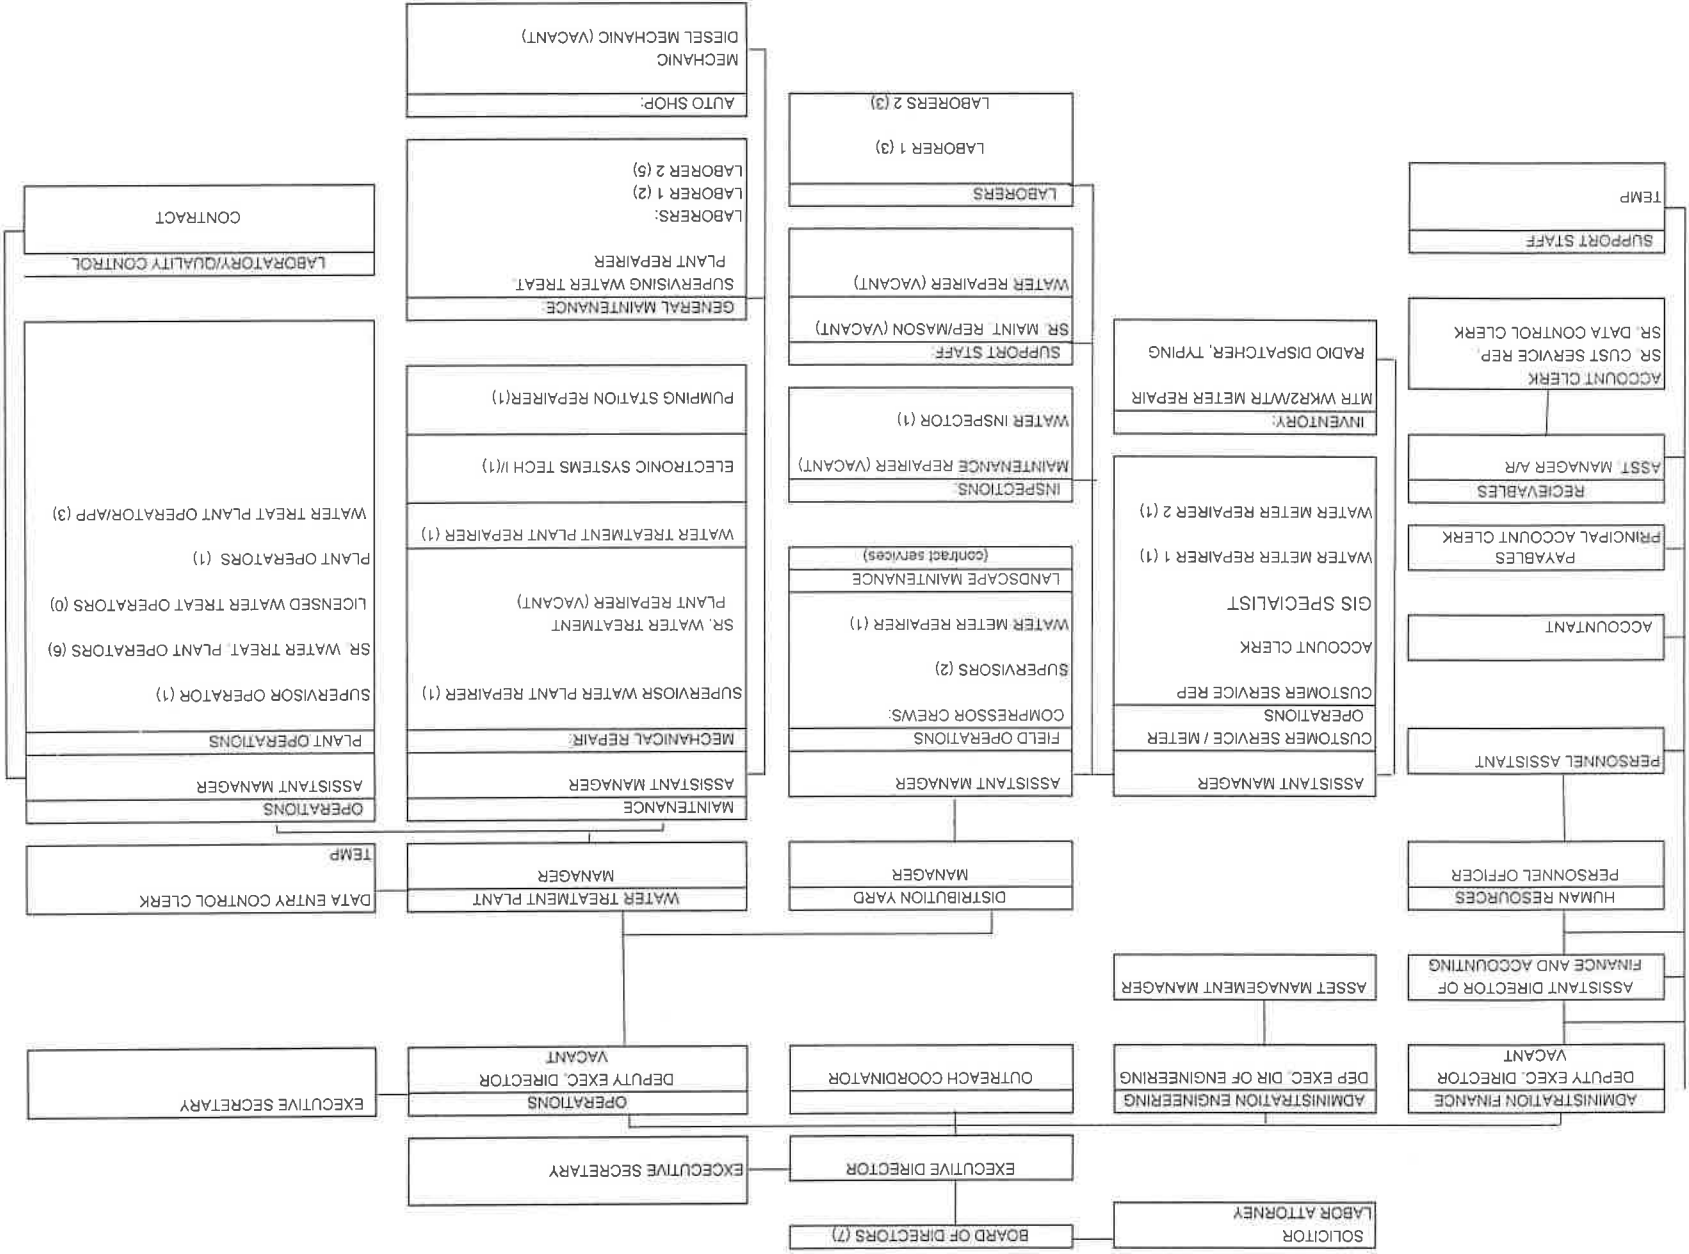 SOLICITOR
LABOR ATTORNEY
BOARD OF DIRECTORS (7)
EXECUTIVE DIRECTOR
EXCECUTIVE SECRETARY
ADMINISTRATION FINANCE
DEPUTY EXEC. DIRECTOR
VACANT
ADMINISTRATION ENGINEERING
DEP EXEC. DIR OF ENGINEERING
OUTREACH COORDINATOR
OPERATIONS
DEPUTY EXEC. DIRECTOR
VACANT
EXECUTIVE SECRETARY
ASSISTANT DIRECTOR OF
FINANCE AND ACCOUNTING
ASSET MANAGEMENT MANAGER
HUMAN RESOURCES
PERSONNEL OFFICER
DISTRIBUTION YARD
MANAGER
WATER TREATMENT PLANT
MANAGER
DATA ENTRY CONTROL CLERK
TEMP
PERSONNEL ASSISTANT
ACCOUNTANT
PAYABLES
PRINCIPAL ACCOUNT CLERK
RECIEVABLES
ASST. MANAGER A/R
ACCOUNT CLERK
SR. CUST SERVICE REP.
SR. DATA CONTROL CLERK
SUPPORT STAFF
TEMP
ASSISTANT MANAGER
CUSTOMER SERVICE / METER
OPERATIONS
CUSTOMER SERVICE REP
ACCOUNT CLERK
GIS SPECIALIST
WATER METER REPAIRER 1 (1)
WATER METER REPAIRER 2 (1)
INVENTORY:
MTR WKR2/WTR METER REPAIR
RADIO DISPATCHER, TYPING
ASSISTANT MANAGER
FIELD OPERATIONS
COMPRESSOR CREWS:
SUPERVISORS (2)
WATER METER REPAIRER (1)
LANDSCAPE MAINTENANCE
(contract services)
INSPECTIONS:
MAINTENANCE REPAIRER (VACANT)
WATER INSPECTOR (1)
SUPPORT STAFF:
SR. MAINT. REP/MASON (VACANT)
WATER REPAIRER (VACANT)
LABORERS
LABORER 1 (3)
LABORERS 2 (3)
MAINTENANCE
ASSISTANT MANAGER
MECHANICAL REPAIR:
SUPERVIOSR WATER PLANT REPAIRER (1)
SR. WATER TREATMENT
PLANT REPAIRER (VACANT)
WATER TREATMENT PLANT REPAIRER (1)
ELECTRONIC SYSTEMS TECH I/(1)
PUMPING STATION REPAIRER(1)
GENERAL MAINTENANCE:
SUPERVISING WATER TREAT.
PLANT REPAIRER
LABORERS:
LABORER 1 (2)
LABORER 2 (5)
AUTO SHOP:
MECHANIC
DIESEL MECHANIC (VACANT)
OPERATIONS
ASSISTANT MANAGER
PLANT OPERATIONS
SUPERVISOR OPERATOR (1)
SR. WATER TREAT. PLANT OPERATORS (6)
LICENSED WATER TREAT OPERATORS (0)
PLANT OPERATORS (1)
WATER TREAT PLANT OPERATOR/APP (3)
LABORATORY/QUALITY CONTROL
CONTRACT